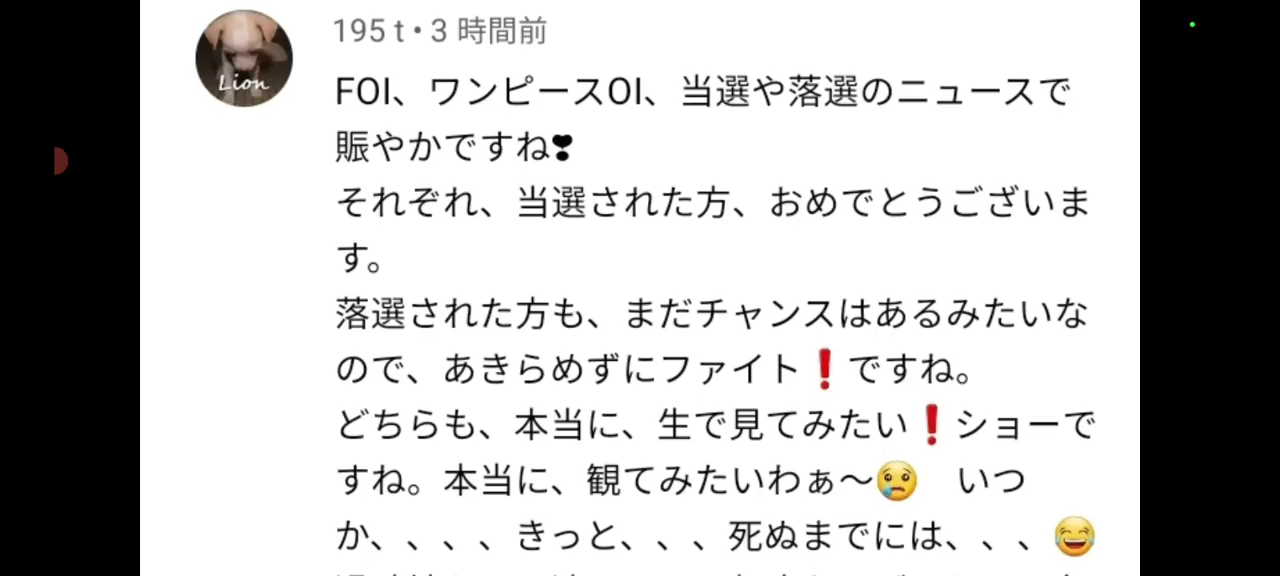 195 t • 3 時間前
Lion
FOI、ワンピースOI、当選や落選のニュースで
賑やかですね❣
それぞれ、当選された方、おめでとうございま
す。
落選された方も、まだチャンスはあるみたいな
ので、あきらめずにファイト❗ですね。
どちらも、本当に、生で見てみたい❗ショーで
すね。本当に、観てみたいわぁ〜😢　いつ
か、、、、きっと、、、死ぬまでには、、、😂